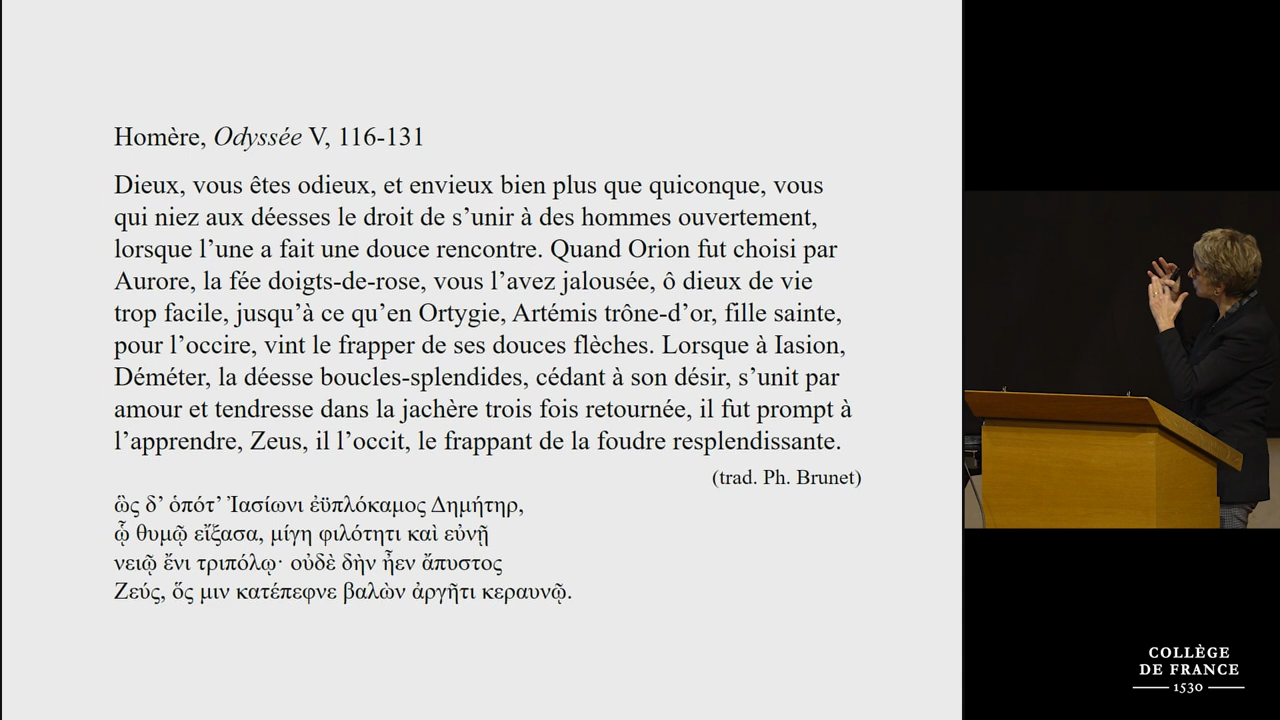 Homère, Odyssée V, 116-131
Dieux, vous êtes odieux, et envieux bien plus que quiconque, vous
qui niez aux déesses le droit de s’unir à des hommes ouvertement,
lorsque l’une a fait une douce rencontre. Quand Orion fut choisi par
Aurore, la fée doigts-de-rose, vous l’avez jalousée, ô dieux de vie
trop facile, jusqu’à ce qu’en Ortygie, Artémis trône-d’or, fille sainte,
pour l’occire, vint le frapper de ses douces flèches. Lorsque à Iasion,
Déméter, la déesse boucles-splendides, cédant à son désir, s’unit par
amour et tendresse dans la jachère trois fois retournée, il fut prompt à
l’apprendre, Zeus, il l’occit, le frappant de la foudre resplendissante.
(trad. Ph. Brunet)
ὣς δ’ ὁπότ’ Ἰασίωνι ἐϋπλόκαμος Δημήτηρ,
ᾧ θυμῷ εἴξασα, μίγη φιλότητι καὶ εὐνῇ
νειῷ ἔνι τριπόλῳ· οὐδὲ δὴν ἦεν ἄπυστος
Ζεύς, ὅς μιν κατέπεφνε βαλὼν ἀργῆτι κεραυνῷ.
COLLÈGE
DE FRANCE
1530